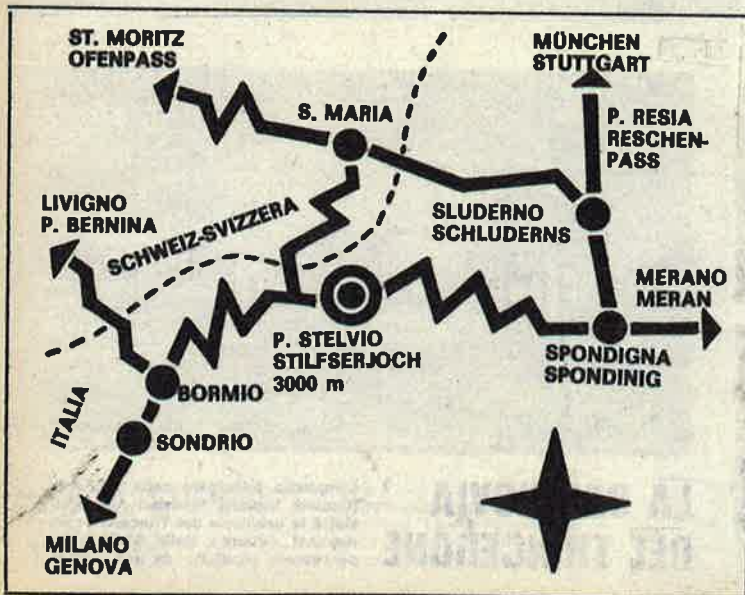 ST. MORITZ
OFENPASS
MÜNCHEN
STUTTGART
S. MARIA
P. RESIA
RESCHEN-
PASS
LIVIGNO
P. BERNINA
SCHWEIZ-SVIZZERA
SLUDERNO
SCHLUDERNS
MERANO
MERAN
P. STELVIO
STILFSERJOCH
3000 m
SPONDIGNA
SPONDINIG
ITALIA
BORMIO
SONDRIO
MILANO
GENOVA